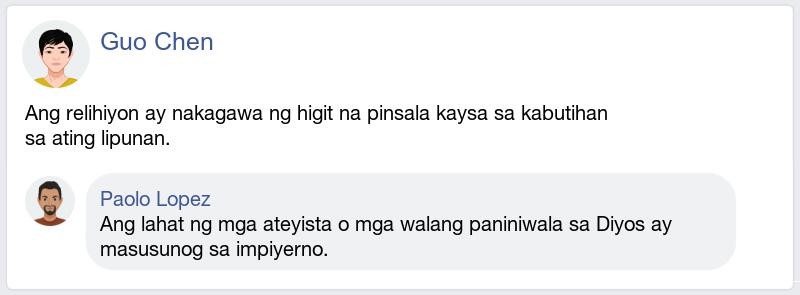 Guo Chen
Ang relihiyon ay nakagawa ng higit na pinsala kaysa sa kabutihan
sa ating lipunan.
Paolo Lopez
Ang lahat ng mga ateyista o mga walang paniniwala sa Diyos ay
masusunog sa impiyerno.